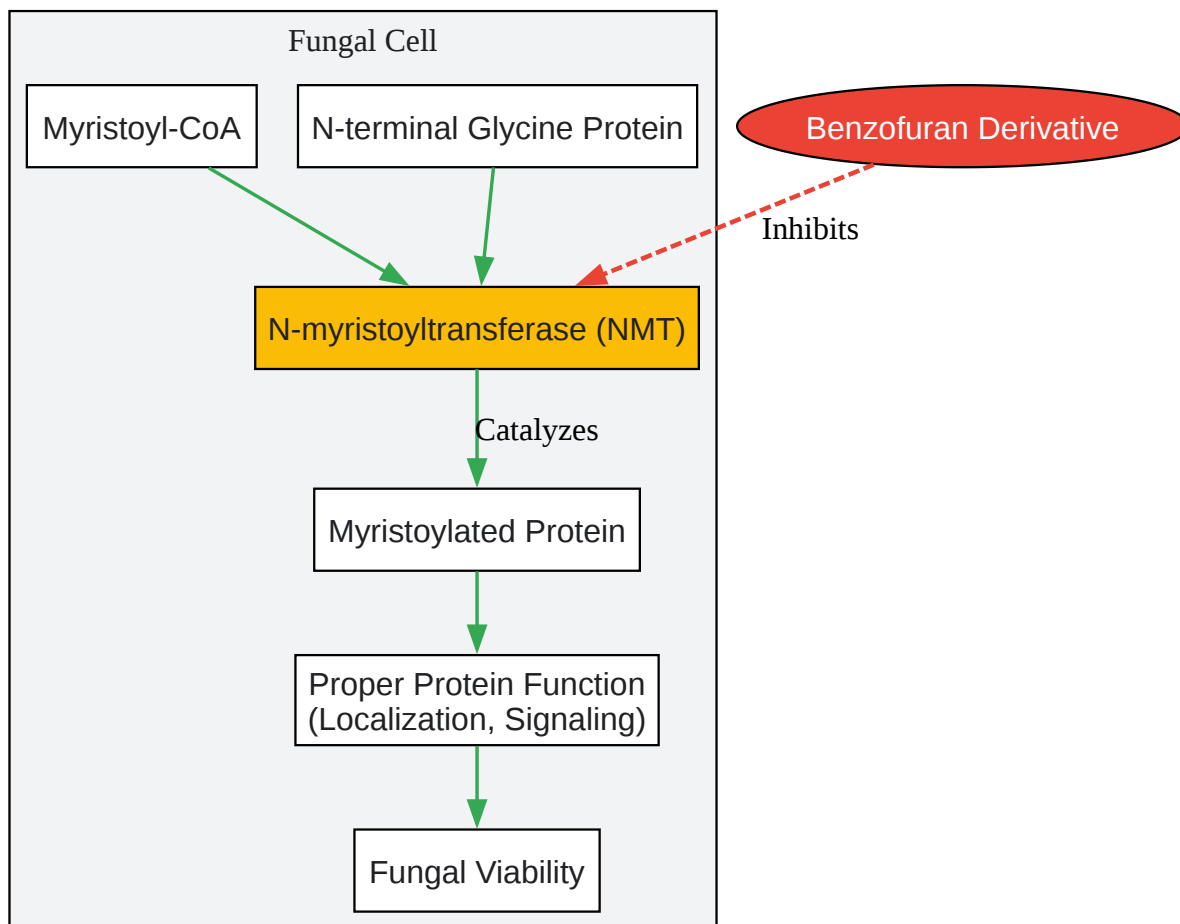 Fungal Cell
Myristoyl-CoA
N-terminal Glycine Protein
Benzofuran Derivative
Inhibits
N-myristoyltransferase (NMT)
Catalyzes
Myristoylated Protein
Proper Protein Function
(Localization, Signaling)
Fungal Viability